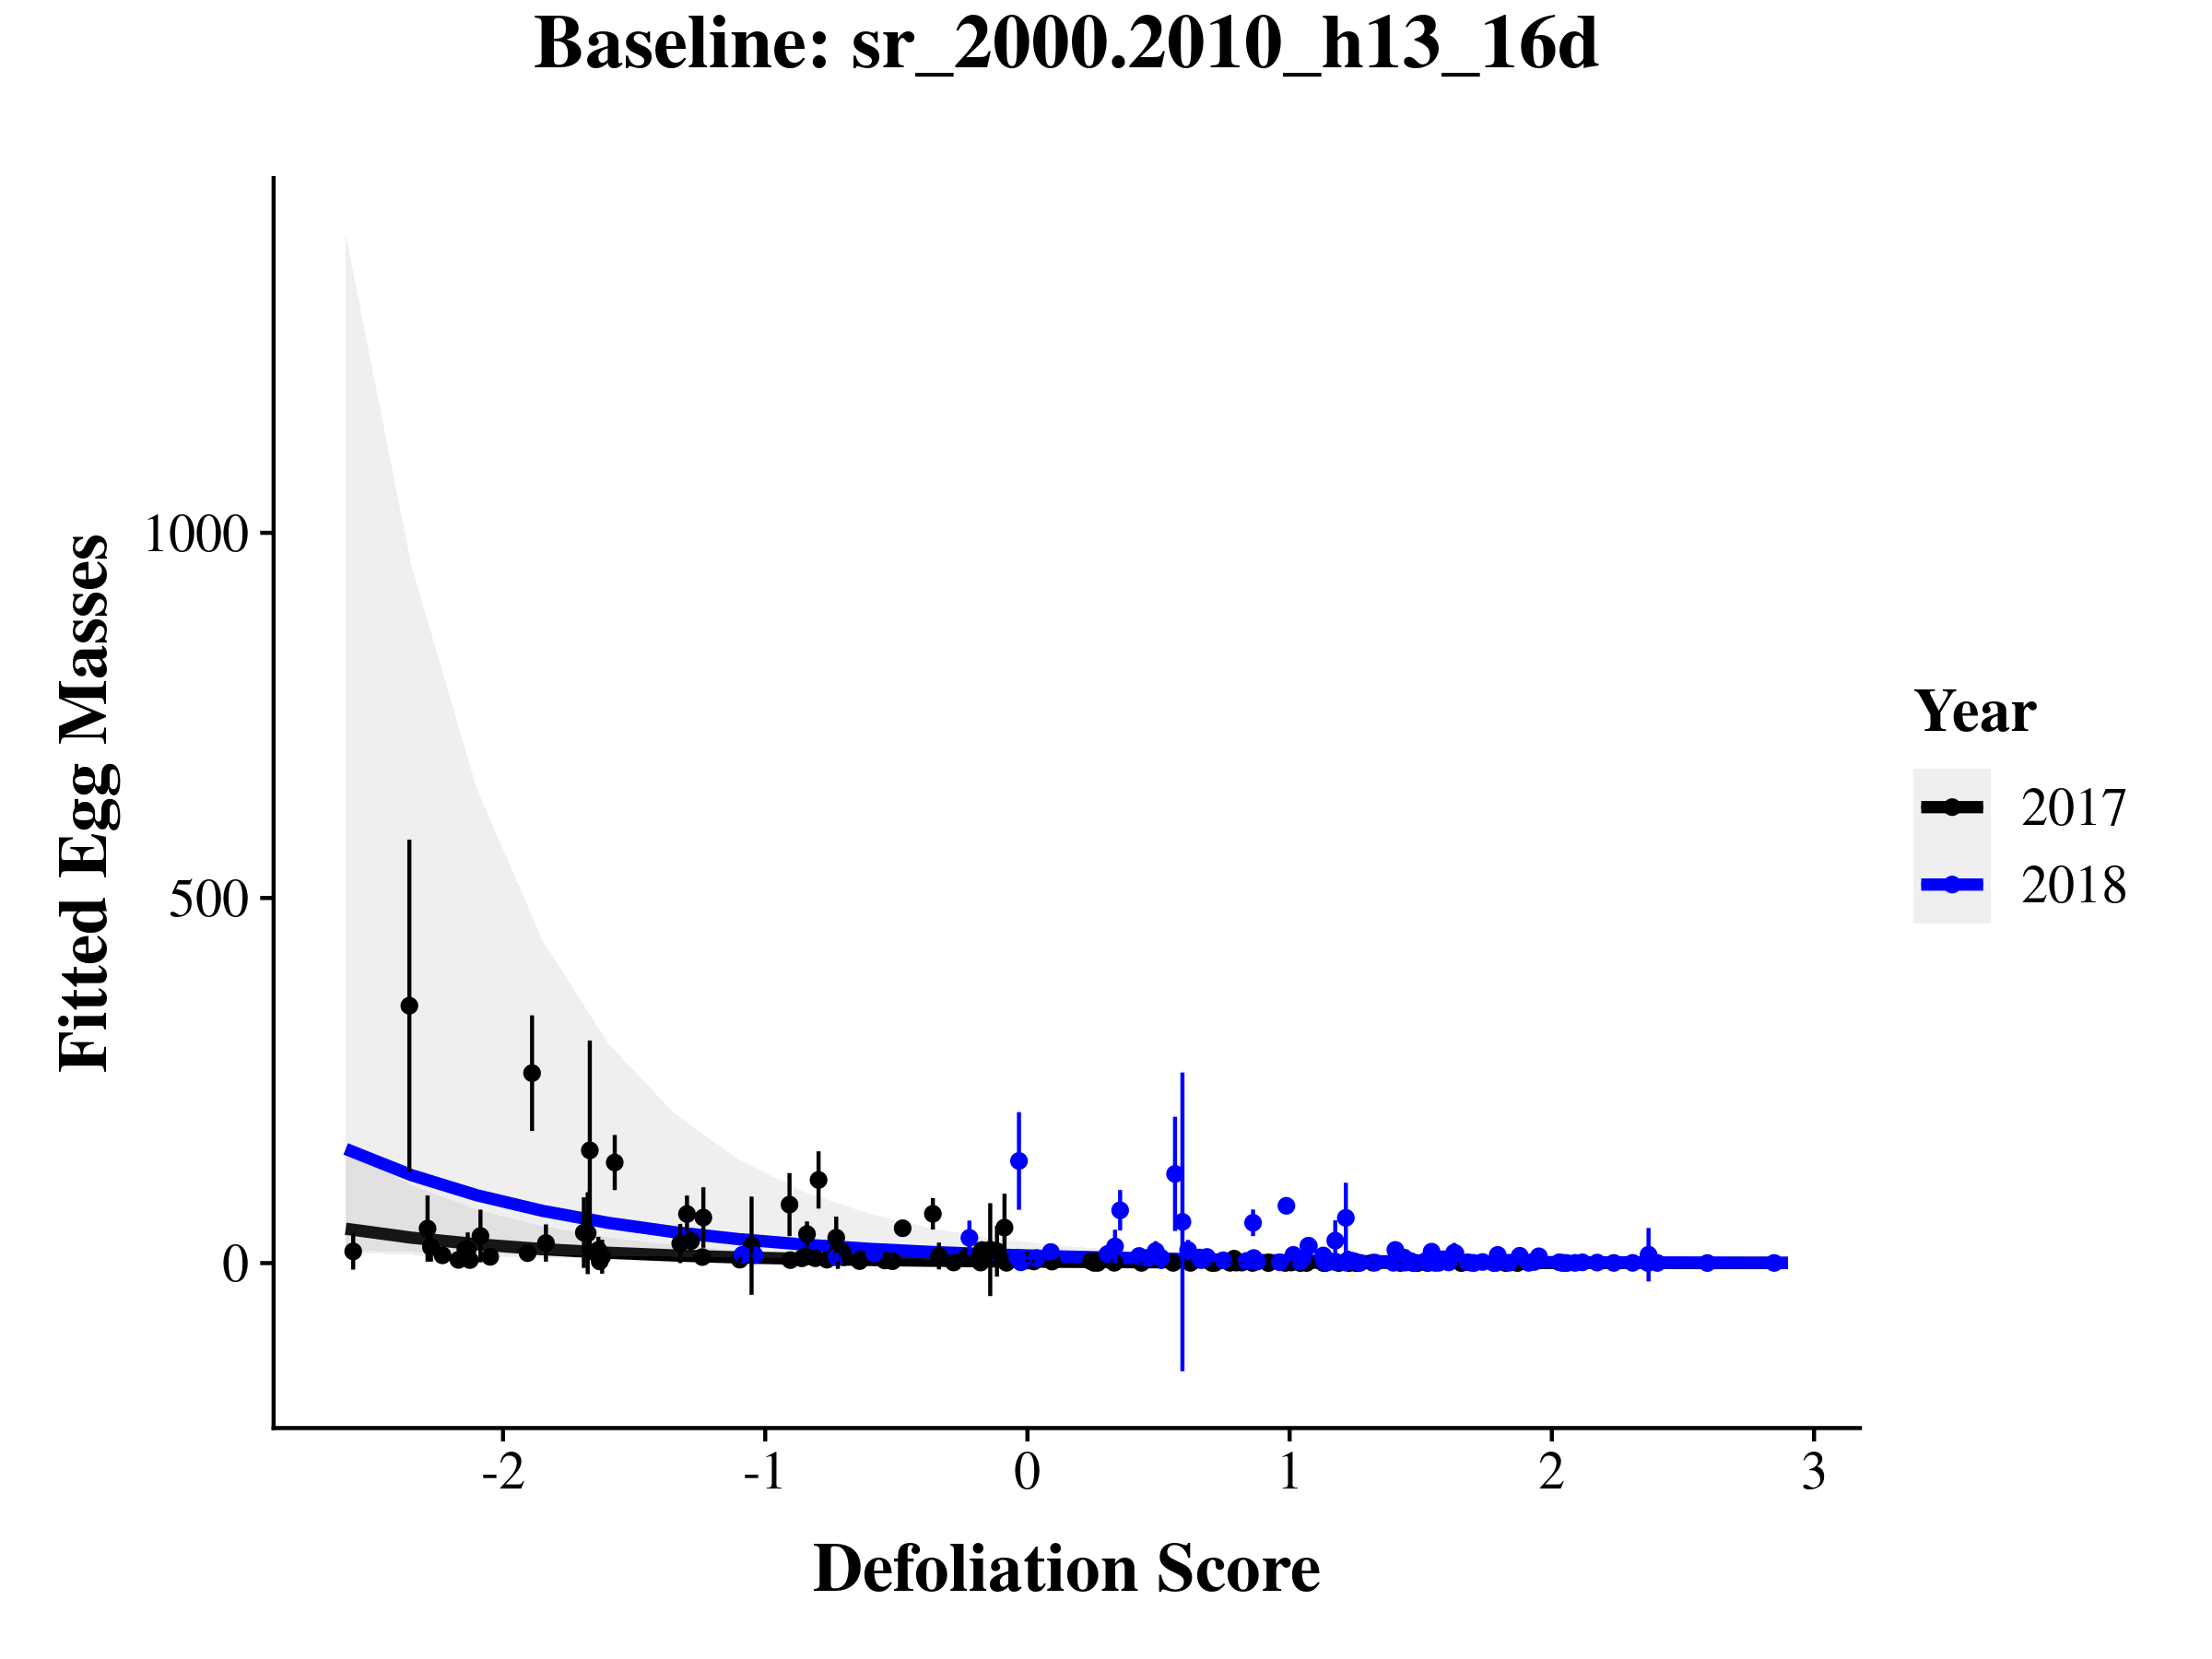 Baseline: sr_2000.2010_h13_16d
Fitted Egg Masses
1000
500
0
-2
-1
0
1
2
3
Defoliation Score
Year
2017
2018